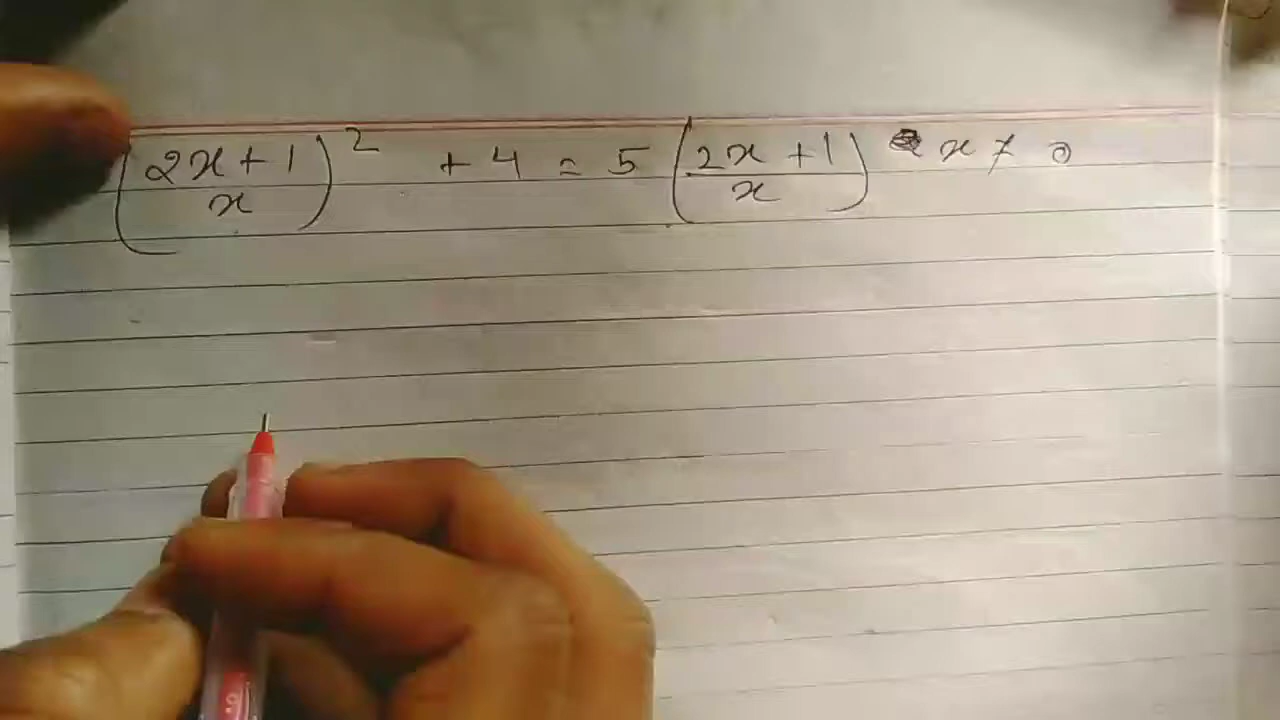 (2x+1/x)² + 4 = 5 (2x+1/x) x ≠ 0